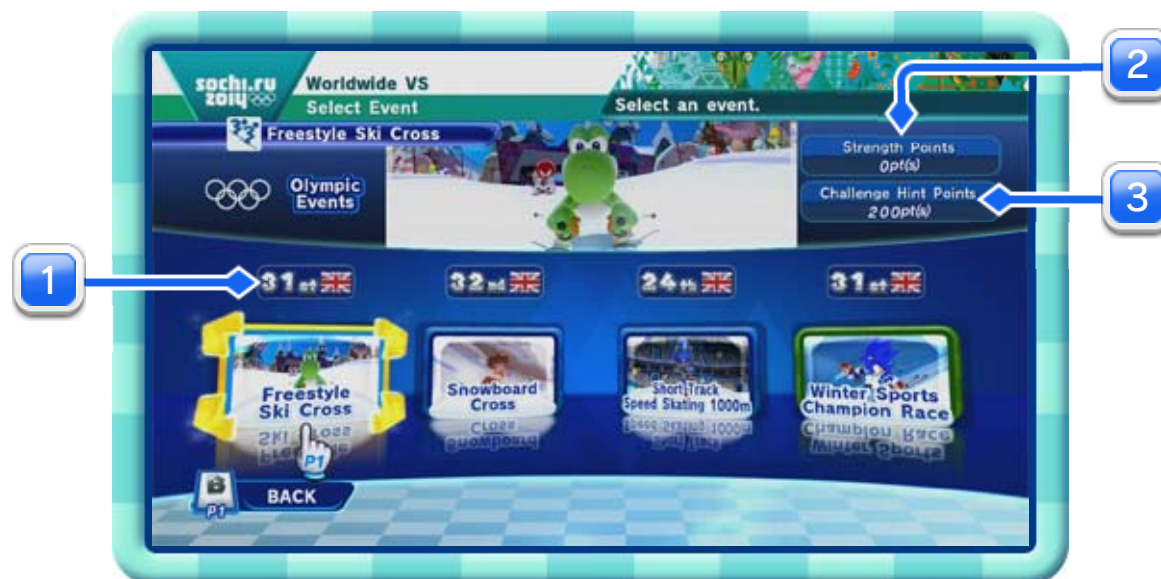 sochi.ru
2014
Worldwide VS
Select Event
Select an event.
Freestyle Ski Cross
Olympic
Events
Strength Points
0pt(s)
Challenge Hint Points
200pt(s)
2
3
1
31st
32nd
24th
31st
Freestyle
Ski Cross
Snowboard
Cross
Short Track
Speed Skating 1000m
Winter Sports
Champion Race
P1
B
P1
BACK